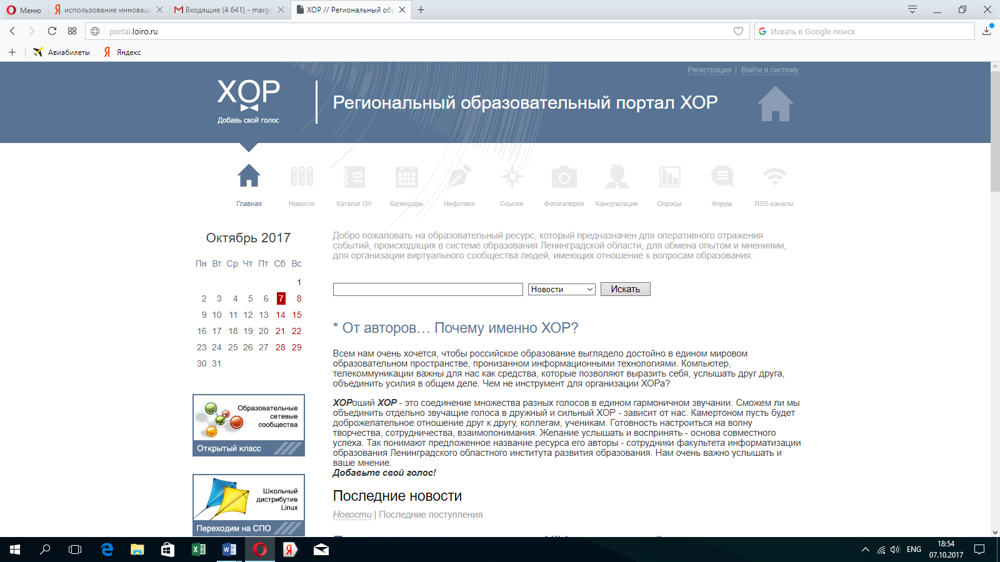 Меню
использование инноваци
Входящие (4 641) - margo
ХОР // Региональный обр
portal.loiro.ru
Искать в Google поиск
Авиабилеты
Яндекс
Регистрация | Войти в систему
ХОР
Добавь свой голос
Региональный образовательный портал ХОР
Главная
Новости
Каталог ОУ
Календарь
Инфотека
Ссылки
Фотогалерея
Консультации
Опросы
Форум
RSS-каналы
Октябрь 2017
Пн Вт Ср Чт Пт Сб Вс
1
2 3 4 5 6 7 8
9 10 11 12 13 14 15
16 17 18 19 20 21 22
23 24 25 26 27 28 29
30 31
Образовательные
сетевые
сообщества
Открытый класс
Школьный
дистрибутив
Linux
Переходим на СПО
Добро пожаловать на образовательный ресурс, который предназначен для оперативного отражения
событий, происходящих в системе образования Ленинградской области, для обмена опытом и мнениями,
для организации виртуального сообщества людей, имеющих отношение к вопросам образования.
Новости
Искать
* От авторов… Почему именно ХОР?
Всем нам очень хочется, чтобы российское образование выглядело достойно в едином мировом
образовательном пространстве, пронизанном информационными технологиями. Компьютер,
телекоммуникации важны для нас как средства, которые позволяют выразить себя, услышать друг друга,
объединить усилия в общем деле. Чем не инструмент для организации ХОРа?
ХОРоший ХОР - это соединение множества разных голосов в едином гармоничном звучании. Сможем ли мы
объединить отдельно звучащие голоса в дружный и сильный ХОР - зависит от нас. Камертоном пусть будет
доброжелательное отношение друг к другу, коллегам, ученикам. Готовность настроиться на волну
творчества, сотрудничества, взаимопонимания. Желание услышать и воспринять - основа совместного
успеха. Так понимают предложенное название ресурса его авторы - сотрудники факультета информатизации
образования Ленинградского областного института развития образования. Нам очень важно услышать и
ваше мнение.
Добавьте свой голос!
Последние новости
Новости | Последние поступления
ENG
18:54
07.10.2017